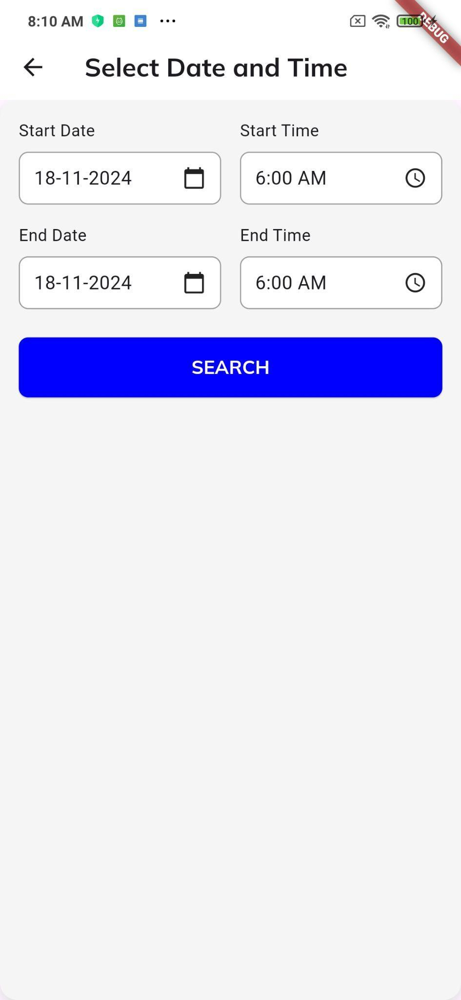 8:10 AM
100
DEBUG
Select Date and Time
Start Date
Start Time
18-11-2024
6:00 AM
End Date
End Time
18-11-2024
6:00 AM
SEARCH